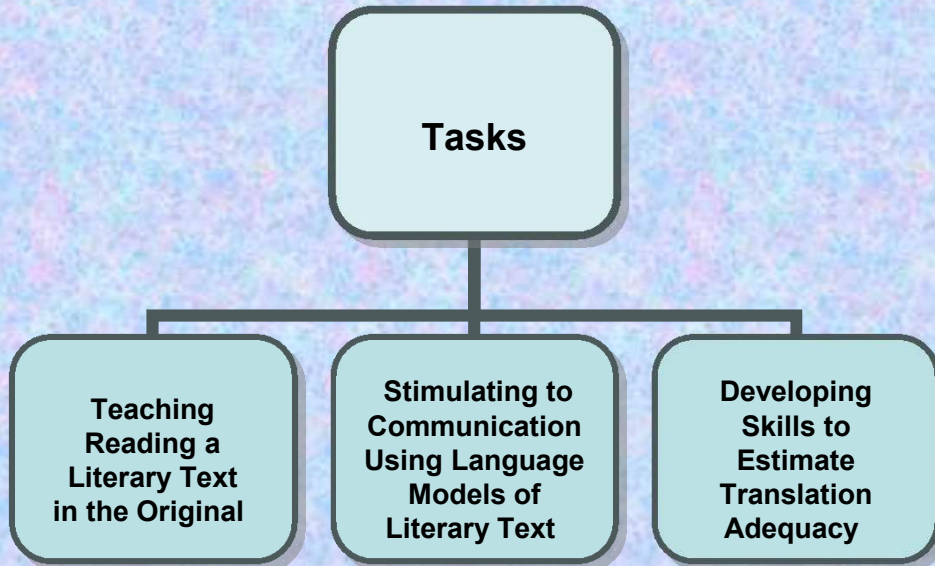 Tasks
Teaching
Reading a
Literary Text
in the Original
Stimulating to
Communication
Using Language
Models of
Literary Text
Developing
Skills to
Estimate
Translation
Adequacy